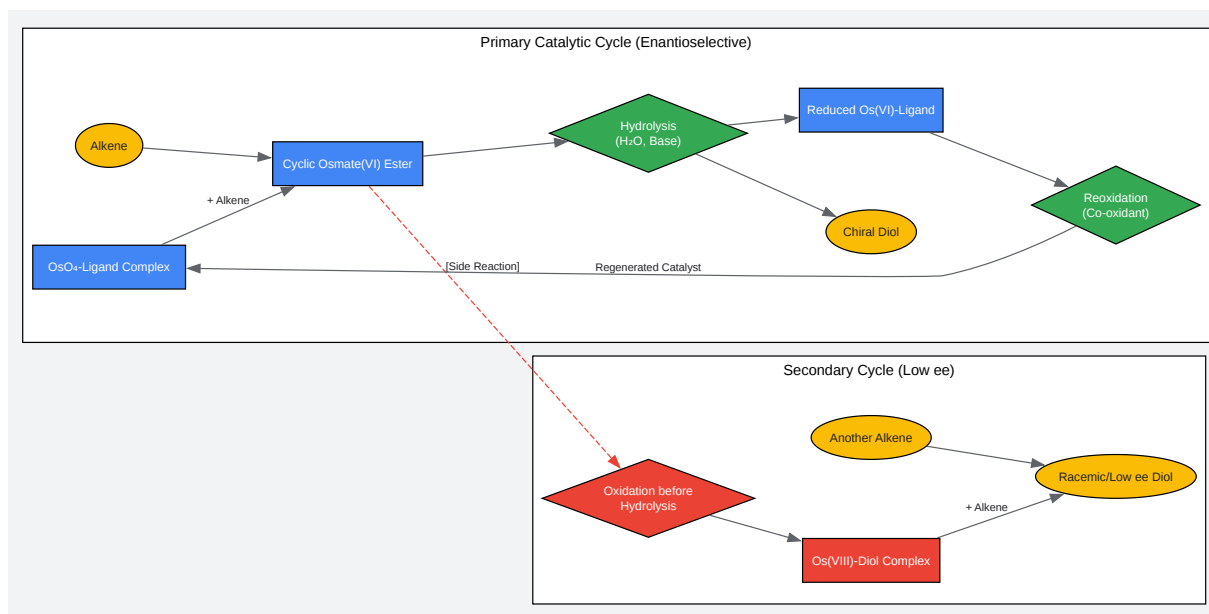 Primary Catalytic Cycle (Enantioselective)
Alkene
+ Alkene
OsO₄-Ligand Complex
Cyclic Osmate(VI) Ester
Hydrolysis
(H₂O, Base)
Reduced Os(VI)-Ligand
Chiral Diol
Reoxidation
(Co-oxidant)
[Side Reaction]
Regenerated Catalyst
Secondary Cycle (Low ee)
Another Alkene
Racemic/Low ee Diol
Oxidation before
Hydrolysis
+ Alkene
Os(VIII)-Diol Complex